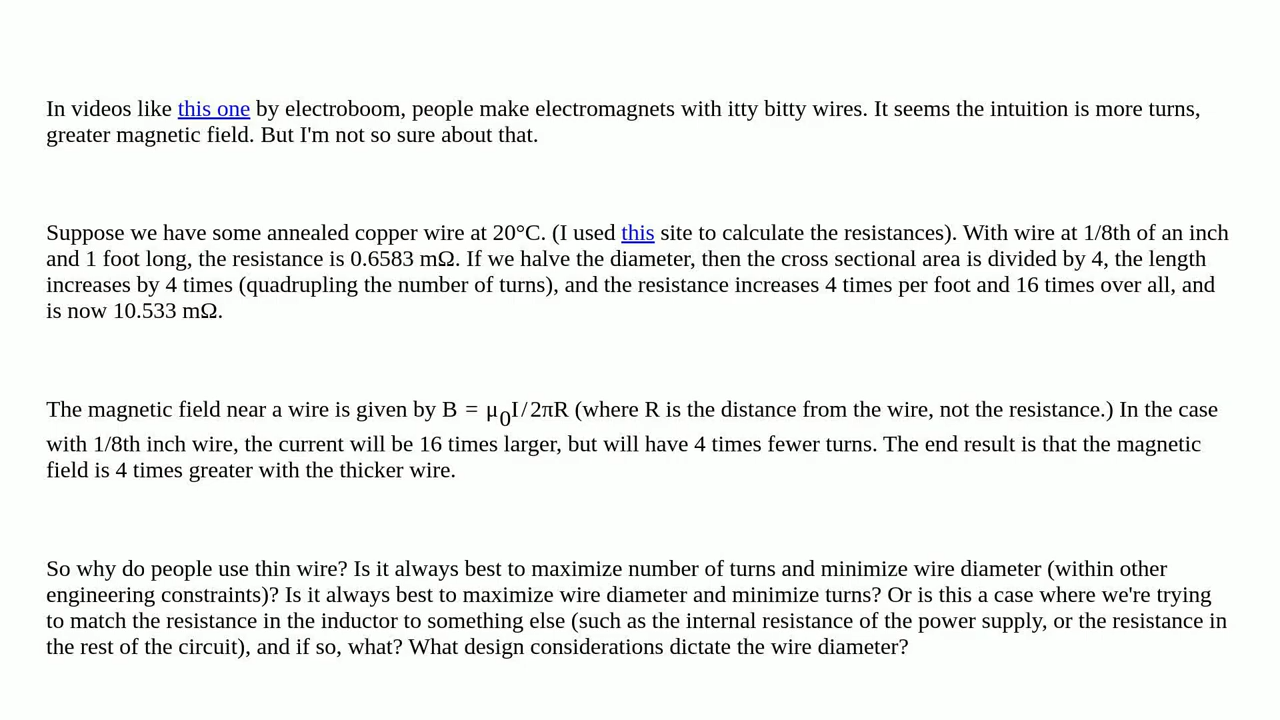 In videos like this one by electroboom, people make electromagnets with itty bitty wires. It seems the intuition is more turns,
greater magnetic field. But I'm not so sure about that.
Suppose we have some annealed copper wire at 20°C. (I used this site to calculate the resistances). With wire at 1/8th of an inch
and 1 foot long, the resistance is 0.6583 mΩ. If we halve the diameter, then the cross sectional area is divided by 4, the length
increases by 4 times (quadrupling the number of turns), and the resistance increases 4 times per foot and 16 times over all, and
is now 10.533 mΩ.
The magnetic field near a wire is given by B = μ₀I/2πR (where R is the distance from the wire, not the resistance.) In the case
with 1/8th inch wire, the current will be 16 times larger, but will have 4 times fewer turns. The end result is that the magnetic
field is 4 times greater with the thicker wire.
So why do people use thin wire? Is it always best to maximize number of turns and minimize wire diameter (within other
engineering constraints)? Is it always best to maximize wire diameter and minimize turns? Or is this a case where we're trying
to match the resistance in the inductor to something else (such as the internal resistance of the power supply, or the resistance in
the rest of the circuit), and if so, what? What design considerations dictate the wire diameter?